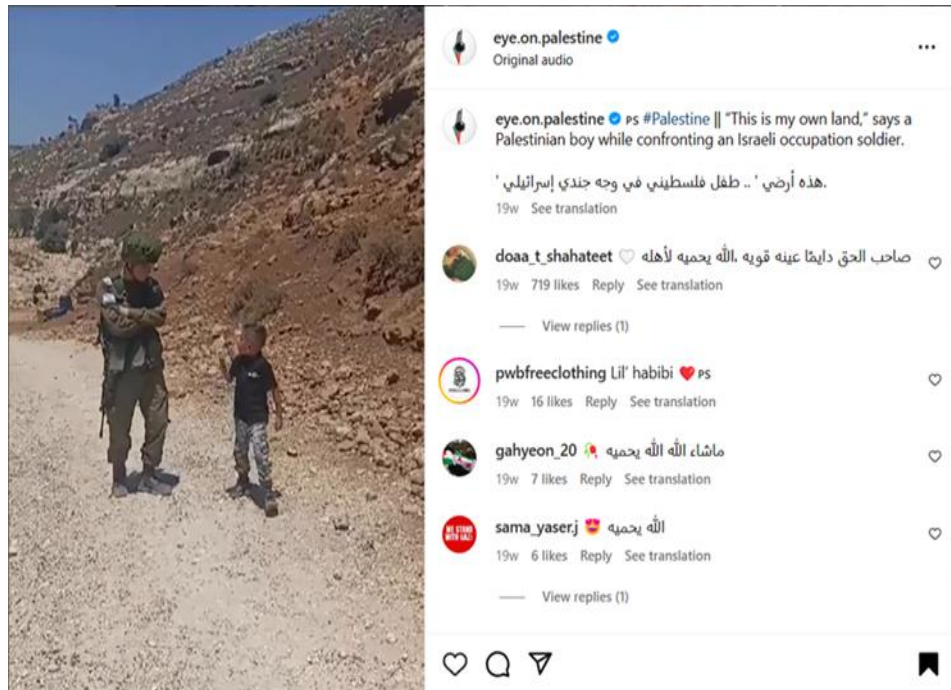 eye.on.palestine
Original audio
eye.on.palestine PS #Palestine || "This is my own land," says a
Palestinian boy while confronting an Israeli occupation soldier.
' هذه أرضي ' .. طفل فلسطيني في وجه جندي إسرائيلي.
19w See translation
doaa_t_shahateet صاحب الحق دايمًا عينه قويه ،الله يحميه لأهله 🤍
19w 719 likes Reply See translation
View replies (1)
pwbfreeclothing Lil' habibi ❤️ PS
19w 16 likes Reply See translation
gahyeon_20 ماشاء الله الله يحميه 🥀
19w 7 likes Reply See translation
WE STAND
sama_yaser.j الله يحميه 😍
19w 6 likes Reply See translation
View replies (1)